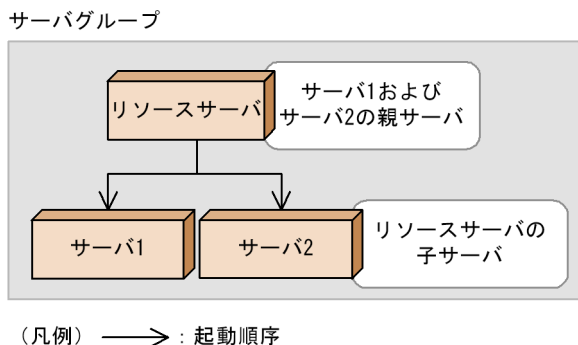 サーバグループ
リソースサーバ
サーバ1および
サーバ2の親サーバ
サーバ1
サーバ2
リソースサーバの
子サーバ
（凡例） ：起動順序